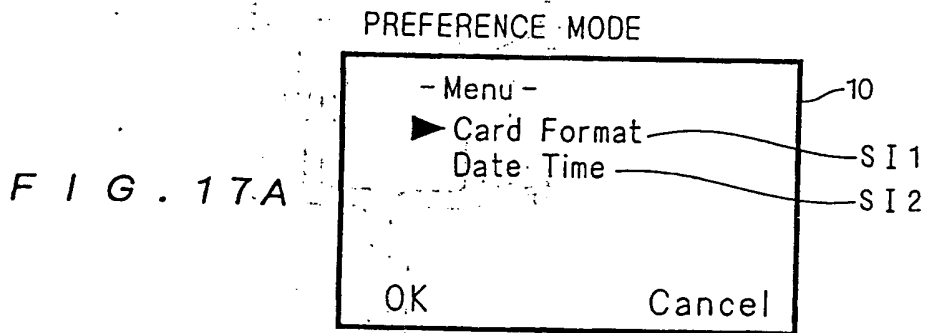 PREFERENCE MODE
-Menu-
▶Card Format
Date Time
OK Cancel
10
SI1
SI2
FIG.17A